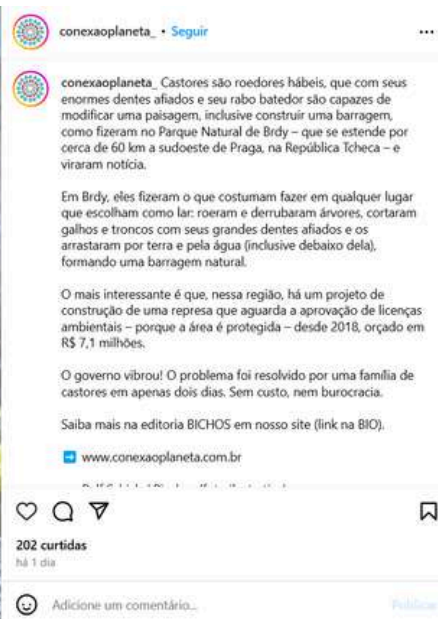 conexaoplaneta_ • Seguir
conexaoplaneta_ Castores são roedores hábeis, que com seus
enormes dentes afiados e seu rabo batedor são capazes de
modificar uma paisagem, inclusive construir uma barragem,
como fizeram no Parque Natural de Brdy – que se estende por
cerca de 60 km a sudoeste de Praga, na República Tcheca – e
viraram notícia.
Em Brdy, eles fizeram o que costumam fazer em qualquer lugar
que escolham como lar: roeram e derrubaram árvores, cortaram
galhos e troncos com seus grandes dentes afiados e os
arrastaram por terra e pela água (inclusive debaixo dela),
formando uma barragem natural.
O mais interessante é que, nessa região, há um projeto de
construção de uma represa que aguarda a aprovação de licenças
ambientais – porque a área é protegida – desde 2018, orçado em
R$ 7,1 milhões.
O governo vibrou! O problema foi resolvido por uma família de
castores em apenas dois dias. Sem custo, nem burocracia.
Saiba mais na editoria BICHOS em nosso site (link na BIO).
www.conexaoplaneta.com.br
202 curtidas
há 1 dia
Adicione um comentário...
Publicar